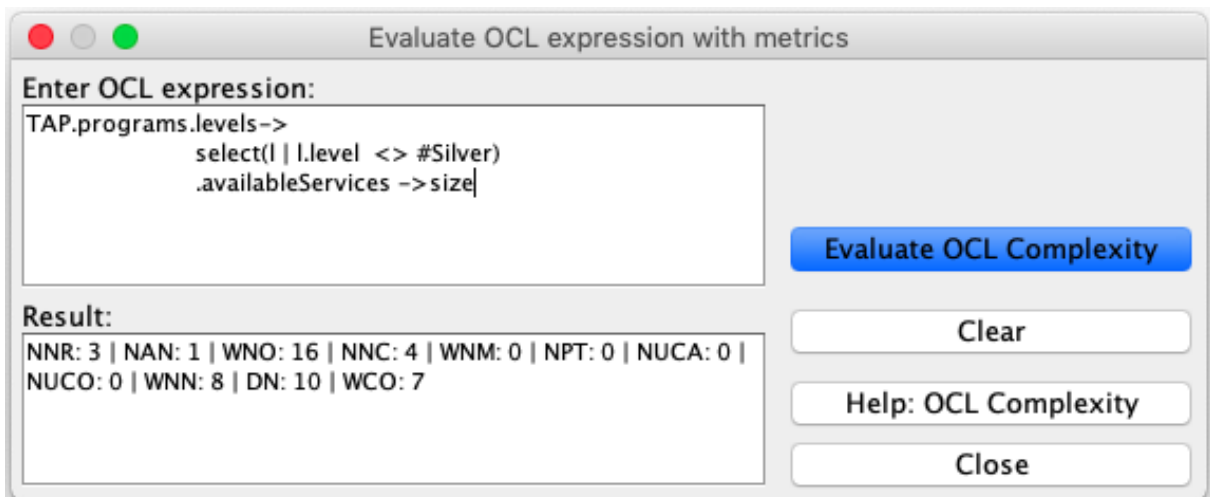 Evaluate OCL expression with metrics
Enter OCL expression:
TAP.programs.levels->
select(l | l.level <> #Silver)
.availableServices ->size
Evaluate OCL Complexity
Result:
NNR: 3 | NAN: 1 | WNO: 16 | NNC: 4 | WNM: 0 | NPT: 0 | NUCA: 0 |
NUCO: 0 | WNN: 8 | DN: 10 | WCO: 7
Clear
Help: OCL Complexity
Close